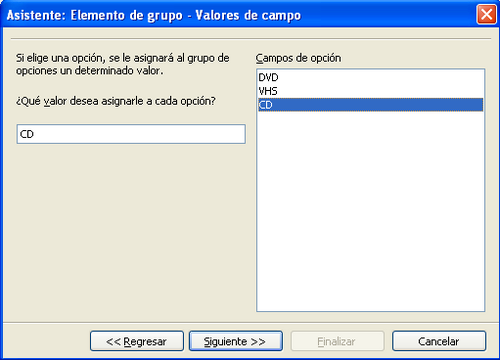 Asistente: Elemento de grupo - Valores de campo
Si elige una opción, se le asignará al grupo de
opciones un determinado valor.
¿Qué valor desea asignarle a cada opción?
CD
Campos de opción
DVD
VHS
CD
<< Regresar
Siguiente >>
Finalizar
Cancelar